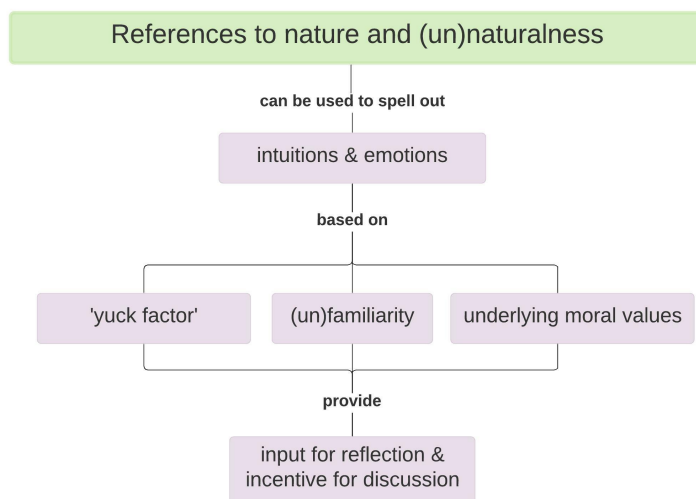 References to nature and (un)naturalness
can be used to spell out
intuitions & emotions
based on
'yuck factor'
(un)familiarity
underlying moral values
provide
input for reflection &
incentive for discussion